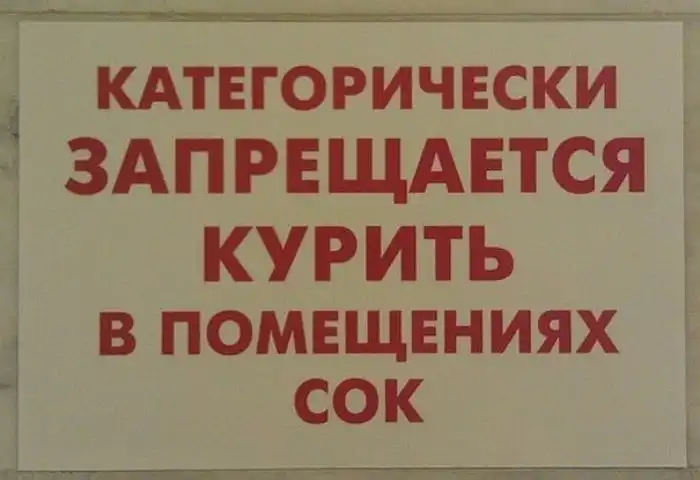 КАТЕГОРИЧЕСКИ
ЗАПРЕЩАЕТСЯ
КУРИТЬ
В ПОМЕЩЕНИЯХ
СОК